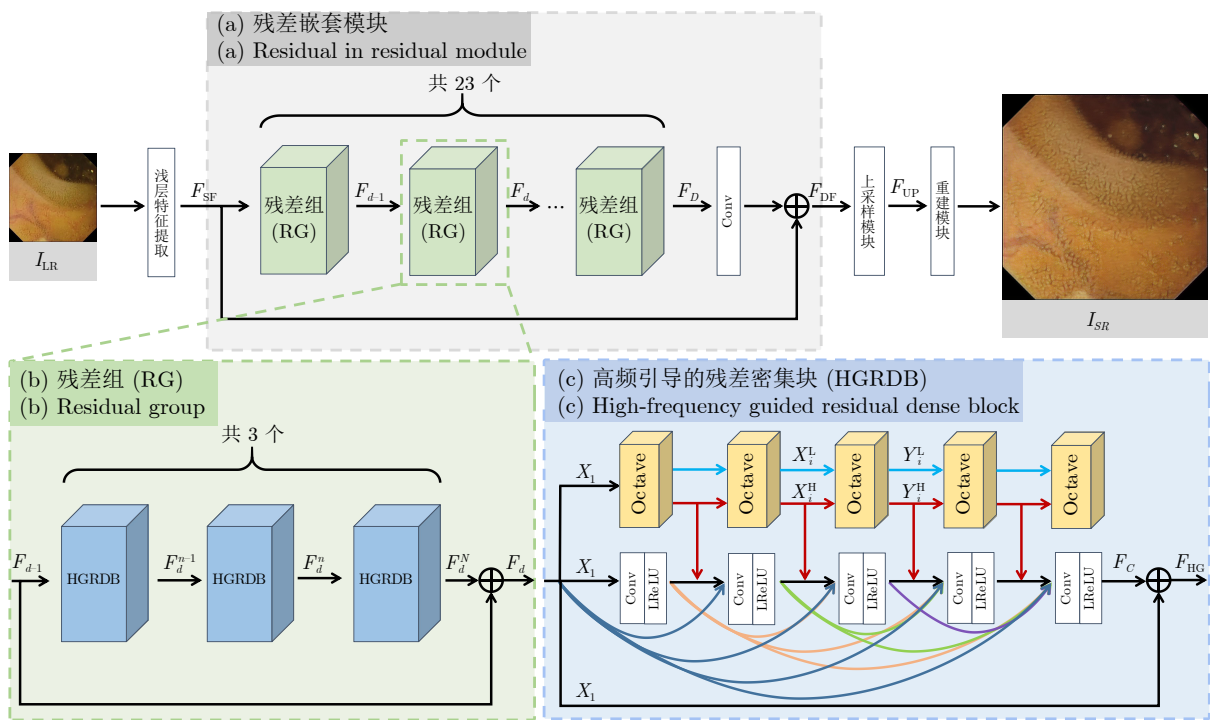 (a) 残差嵌套模块
(a) Residual in residual module
共 23 个
I_LR
浅层特征提取
F_SF
残差组
(RG)
F_{d–1}
残差组
(RG)
F_d
...
残差组
(RG)
F_D
Conv
F_DF
上采样模块
F_UP
重建模块
I_SR
(b) 残差组 (RG)
(b) Residual group
共 3 个
F_{d–1}
HGRDB
F_d^{n–1}
HGRDB
F_d^n
HGRDB
F_d^N
F_d
(c) 高频引导的残差密集块 (HGRDB)
(c) High-frequency guided residual dense block
X_1
Octave
Octave
X_i^L
X_i^H
Octave
Y_i^L
Y_i^H
Octave
Octave
X_1
Conv
LReLU
Conv
LReLU
Conv
LReLU
Conv
LReLU
Conv
LReLU
F_C
F_HG
X_1